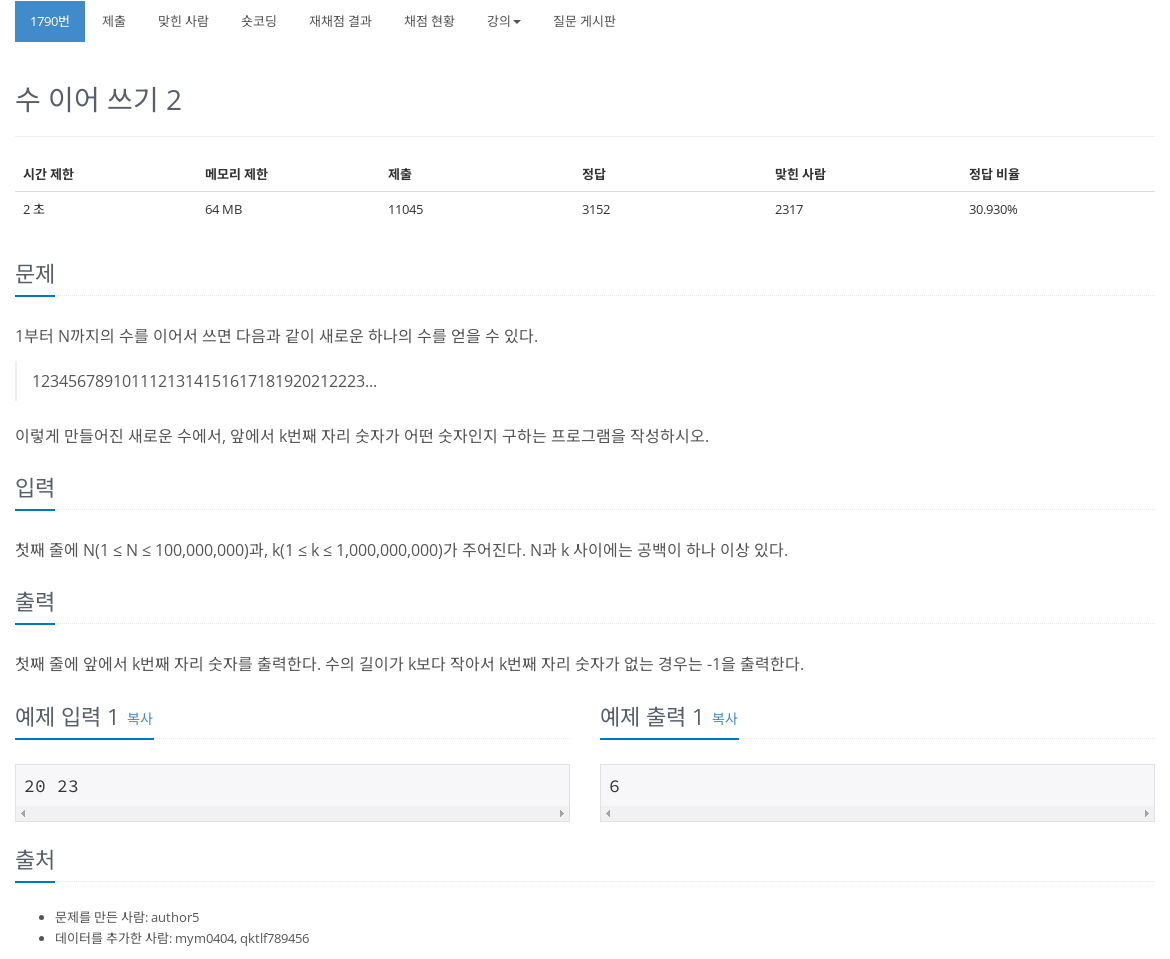 1790번 제출 맞힌 사람 숏코딩 재채점 결과 채점 현황 강의 질문 게시판
수 이어 쓰기 2
시간 제한 메모리 제한 제출 정답 맞힌 사람 정답 비율
2 초 64 MB 11045 3152 2317 30.930%
문제
1부터 N까지의 수를 이어서 쓰면 다음과 같이 새로운 하나의 수를 얻을 수 있다.
1234567891011121314151617181920212223...
이렇게 만들어진 새로운 수에서, 앞에서 k번째 자리 숫자가 어떤 숫자인지 구하는 프로그램을 작성하시오.
입력
첫째 줄에 N(1 ≤ N ≤ 100,000,000)과, k(1 ≤ k ≤ 1,000,000,000)가 주어진다. N과 k 사이에는 공백이 하나 이상 있다.
출력
첫째 줄에 앞에서 k번째 자리 숫자를 출력한다. 수의 길이가 k보다 작아서 k번째 자리 숫자가 없는 경우는 -1을 출력한다.
예제 입력 1 복사
20 23
예제 출력 1 복사
6
출처
문제를 만든 사람: author5
데이터를 추가한 사람: mym0404, qktlf789456